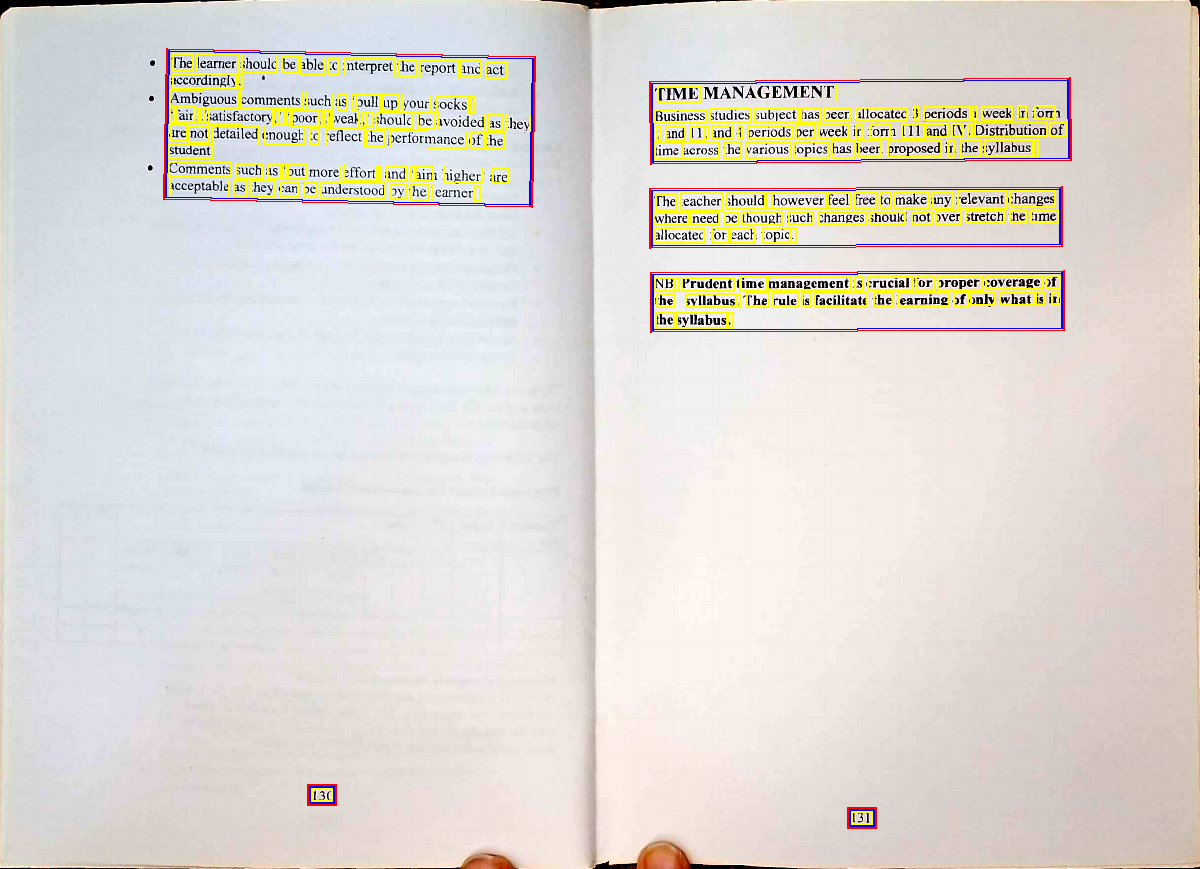 • The learner should be able to interpret the report and act
accordingly.
• Ambiguous comments such as 'pull up your socks'
'fair,' 'satisfactory,' 'poor,' 'weak,' should be avoided as they
are not detailed enough to reflect the performance of the
student
• Comments such as 'put more effort' and 'aim higher' are
acceptable as they can be understood by the learner
130
TIME MANAGEMENT
Business studies subject has been allocated 3 periods a week in form
1 and 11, and 4 periods per week in form 111 and IV. Distribution of
time across the various topics has been proposed in the syllabus
The teacher should however feel free to make any relevant changes
where need be though such changes should not over stretch the time
allocated for each topic.
NB Prudent time management is crucial for proper coverage of
the syllabus. The rule is facilitate the learning of only what is in
the syllabus.
131